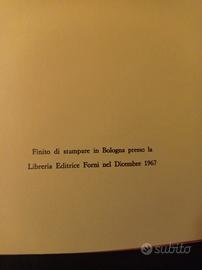 Finito di stampare in Bologna presso la
Libreria Editrice Forni nel Dicembre 1967
subito